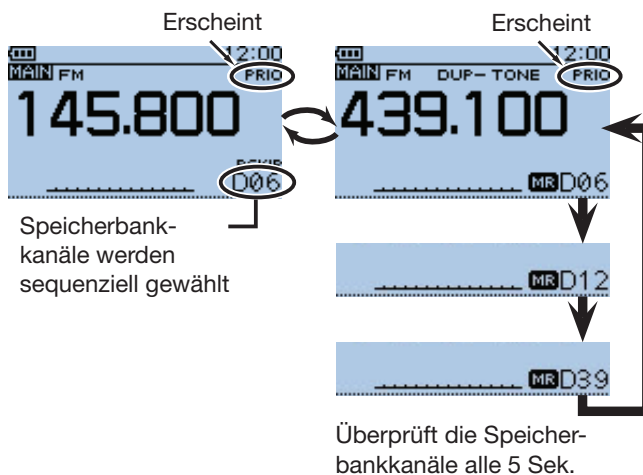 Erscheint
12:00
MAIN FM
PRIO
145.800
D06
Speicherbank-
kanäle werden
sequenziell gewählt
Erscheint
12:00
MAIN FM DUP– TONE PRIO
439.100
MR D06
MR D12
MR D39
Überprüft die Speicher-
bankkanäle alle 5 Sek.